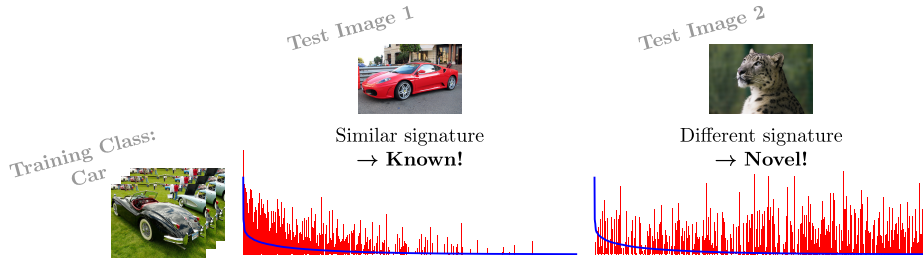 Test Image 1
Test Image 2
Similar signature
→ Known!
Different signature
→ Novel!
Training Class:
Car